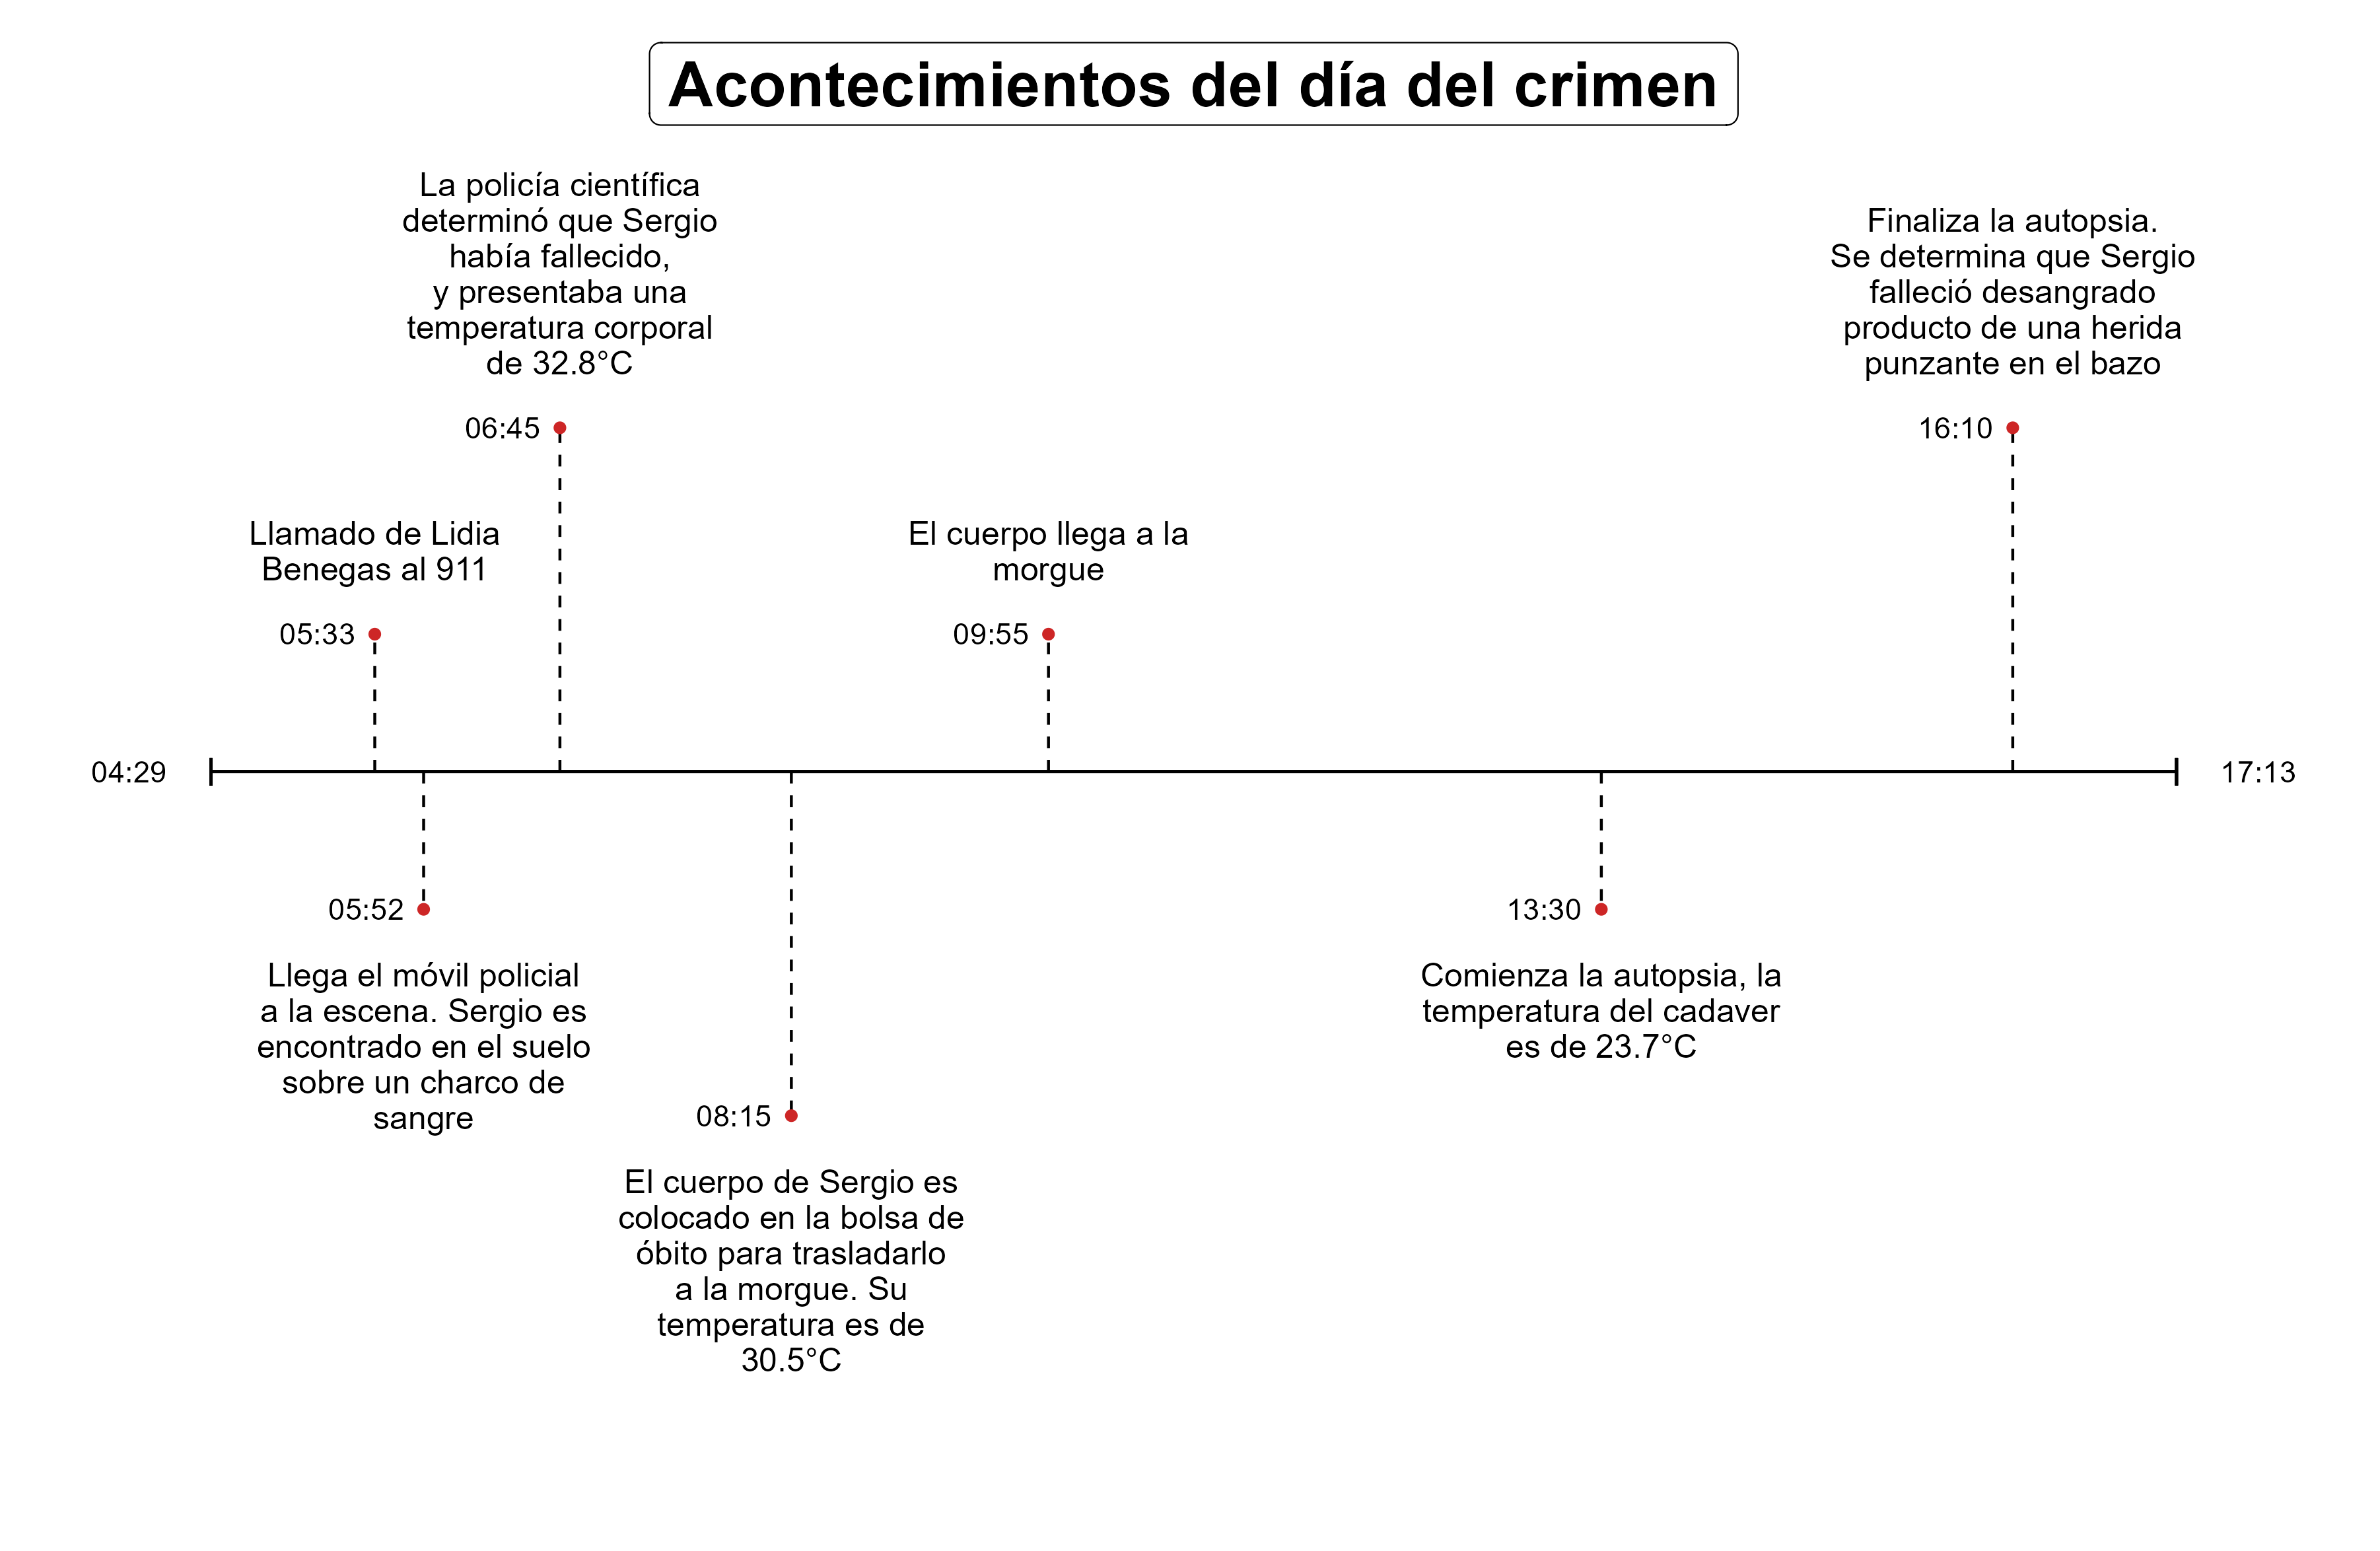 Acontecimientos del día del crimen
La policía científica
determinó que Sergio
había fallecido,
y presentaba una
temperatura corporal
de 32.8°C
06:45
Finaliza la autopsia.
Se determina que Sergio
falleció desangrado
producto de una herida
punzante en el bazo
16:10
Llamado de Lidia
Benegas al 911
05:33
El cuerpo llega a la
morgue
09:55
04:29
17:13
05:52
Llega el móvil policial
a la escena. Sergio es
encontrado en el suelo
sobre un charco de
sangre
13:30
Comienza la autopsia, la
temperatura del cadaver
es de 23.7°C
08:15
El cuerpo de Sergio es
colocado en la bolsa de
óbito para trasladarlo
a la morgue. Su
temperatura es de
30.5°C